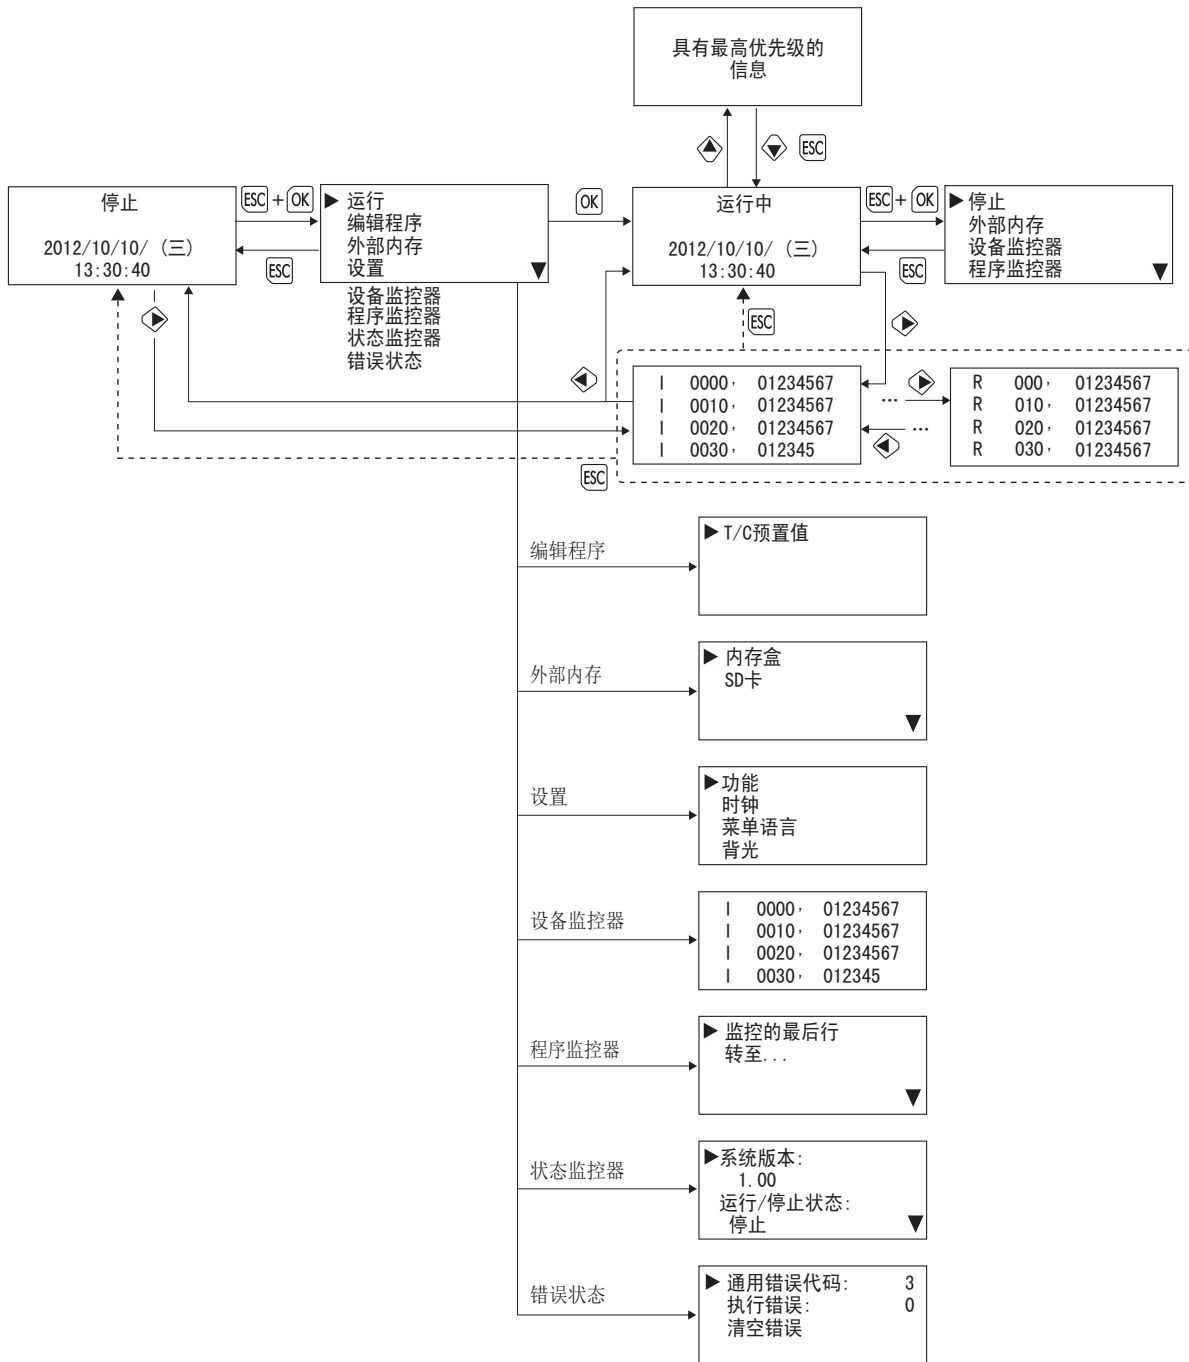 具有最高优先级的
信息
ESC
停止
2012/10/10/ (三)
13:30:40
ESC + OK
ESC
运行
编辑程序
外部内存
设置
设备监控器
程序监控器
状态监控器
错误状态
OK
运行中
2012/10/10/ (三)
13:30:40
ESC + OK
ESC
停止
外部内存
设备监控器
程序监控器
ESC
I 0000, 01234567
I 0010, 01234567
I 0020, 01234567
I 0030, 012345
...
...
R 000, 01234567
R 010, 01234567
R 020, 01234567
R 030, 01234567
ESC
编辑程序
T/C预置值
外部内存
内存盒
SD卡
设置
功能
时钟
菜单语言
背光
设备监控器
I 0000, 01234567
I 0010, 01234567
I 0020, 01234567
I 0030, 012345
程序监控器
监控的最后行
转至...
状态监控器
系统版本:
1.00
运行/停止状态:
停止
错误状态
通用错误代码: 3
执行错误: 0
清空错误